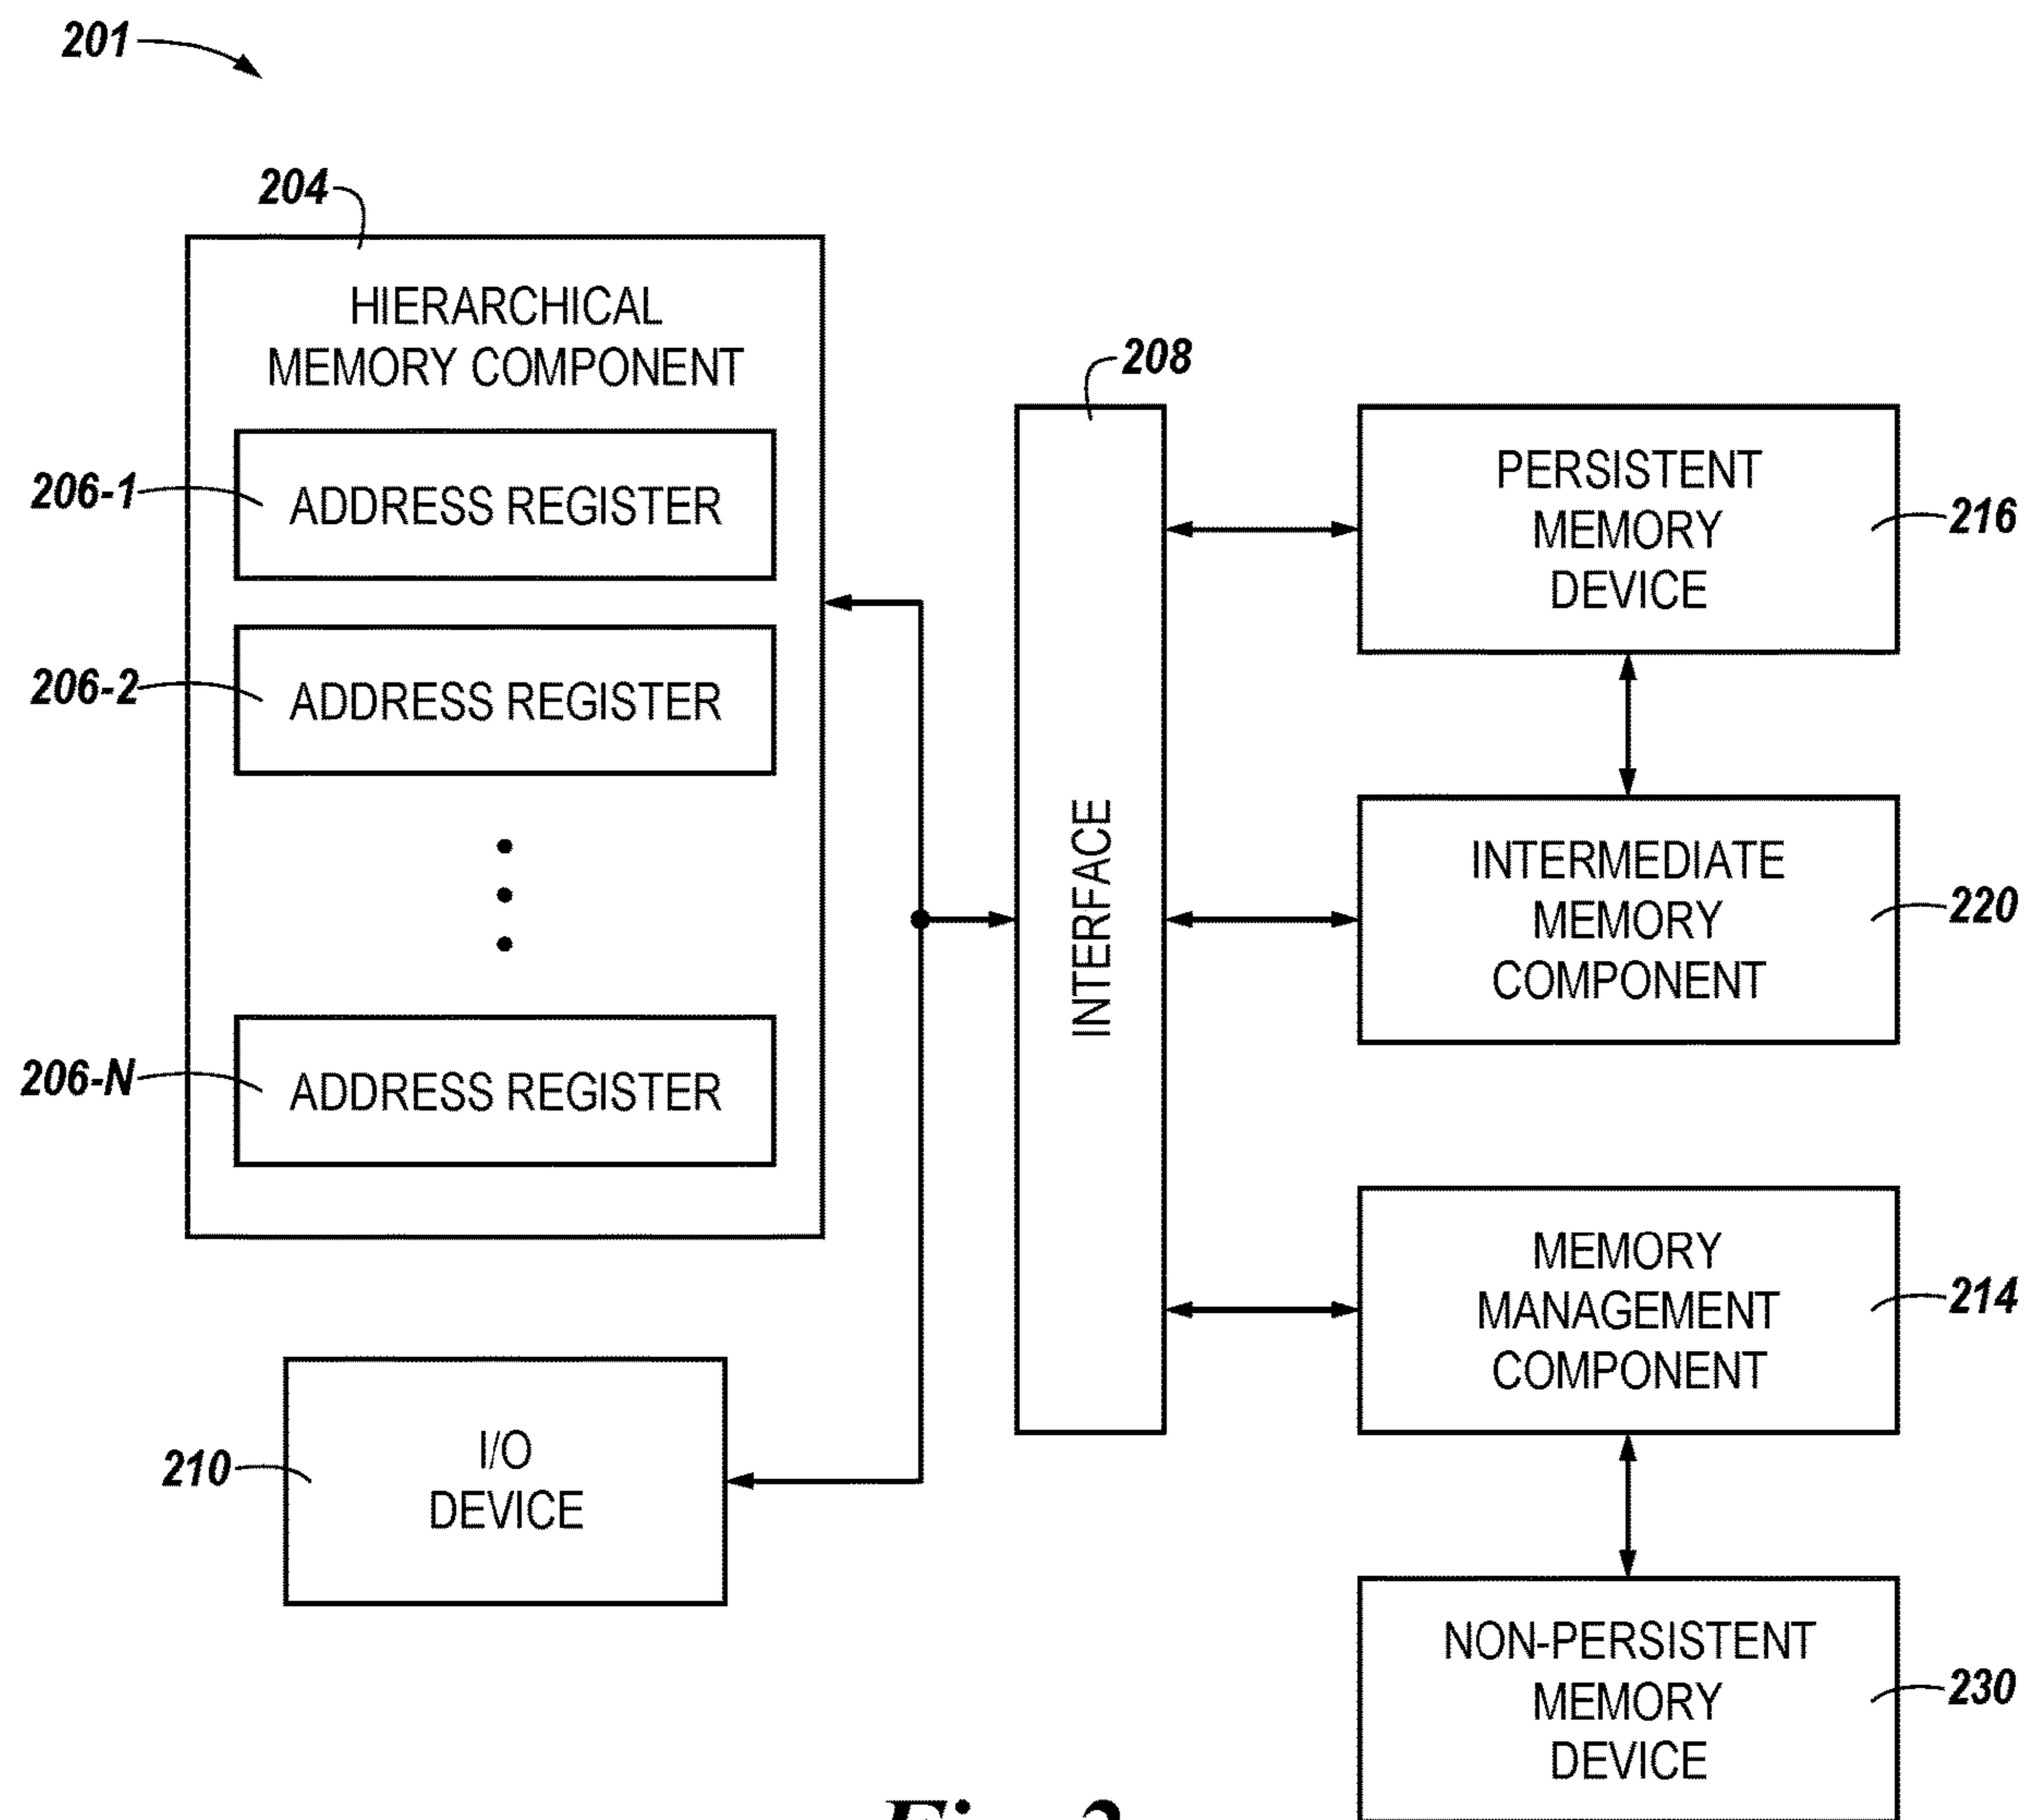 201
204
HIERARCHICAL
MEMORY COMPONENT
206-1
ADDRESS REGISTER
206-2
ADDRESS REGISTER
206-N
ADDRESS REGISTER
210
I/O
DEVICE
208
INTERFACE
PERSISTENT
MEMORY
DEVICE
216
INTERMEDIATE
MEMORY
COMPONENT
220
MEMORY
MANAGEMENT
COMPONENT
214
NON-PERSISTENT
MEMORY
DEVICE
230